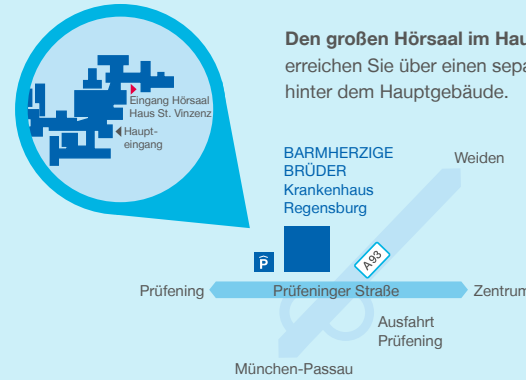 Den großen Hörsaal im Hau
erreichen Sie über einen sepa
hinter dem Hauptgebäude.
Eingang Hörsaal
Haus St. Vinzenz
Haupt-
eingang
BARMHERZIGE
BRÜDER
Krankenhaus
Regensburg
Weiden
P
A93
Prüfening
Prüfeninger Straße
Zentrum
Ausfahrt
Prüfening
München-Passau